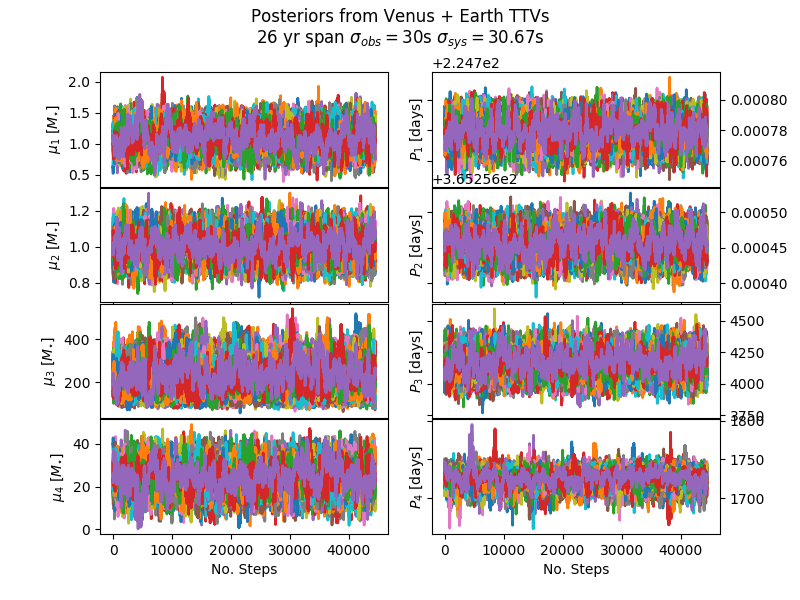 Posteriors from Venus + Earth TTVs
26 yr span σ_obs = 30s σ_sys = 30.67s
+2.247e2
2.0
1.5
1.0
0.5
μ₁ [M⋆]
P₁ [days]
0.00080
0.00078
0.00076
+3.65256e2
1.2
1.0
0.8
μ₂ [M⋆]
P₂ [days]
0.00050
0.00045
0.00040
400
200
μ₃ [M⋆]
P₃ [days]
4500
4250
4000
3750
40
20
0
μ₄ [M⋆]
P₄ [days]
1800
1750
1700
0 10000 20000 30000 40000
0 10000 20000 30000 40000
No. Steps
No. Steps